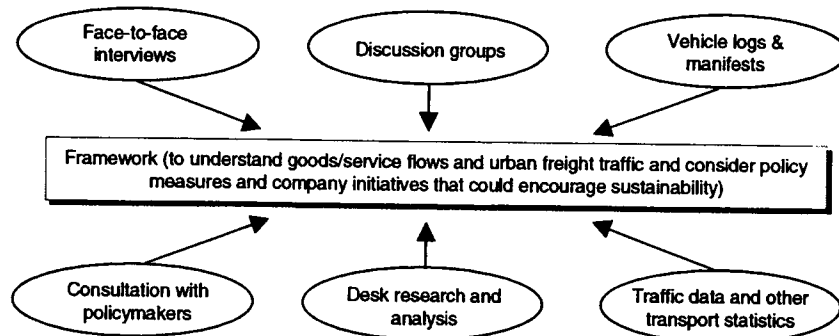 Face-to-face
interviews
Discussion groups
Vehicle logs &
manifests
Framework (to understand goods/service flows and urban freight traffic and consider policy
measures and company initiatives that could encourage sustainability)
Consultation with
policymakers
Desk research and
analysis
Traffic data and other
transport statistics